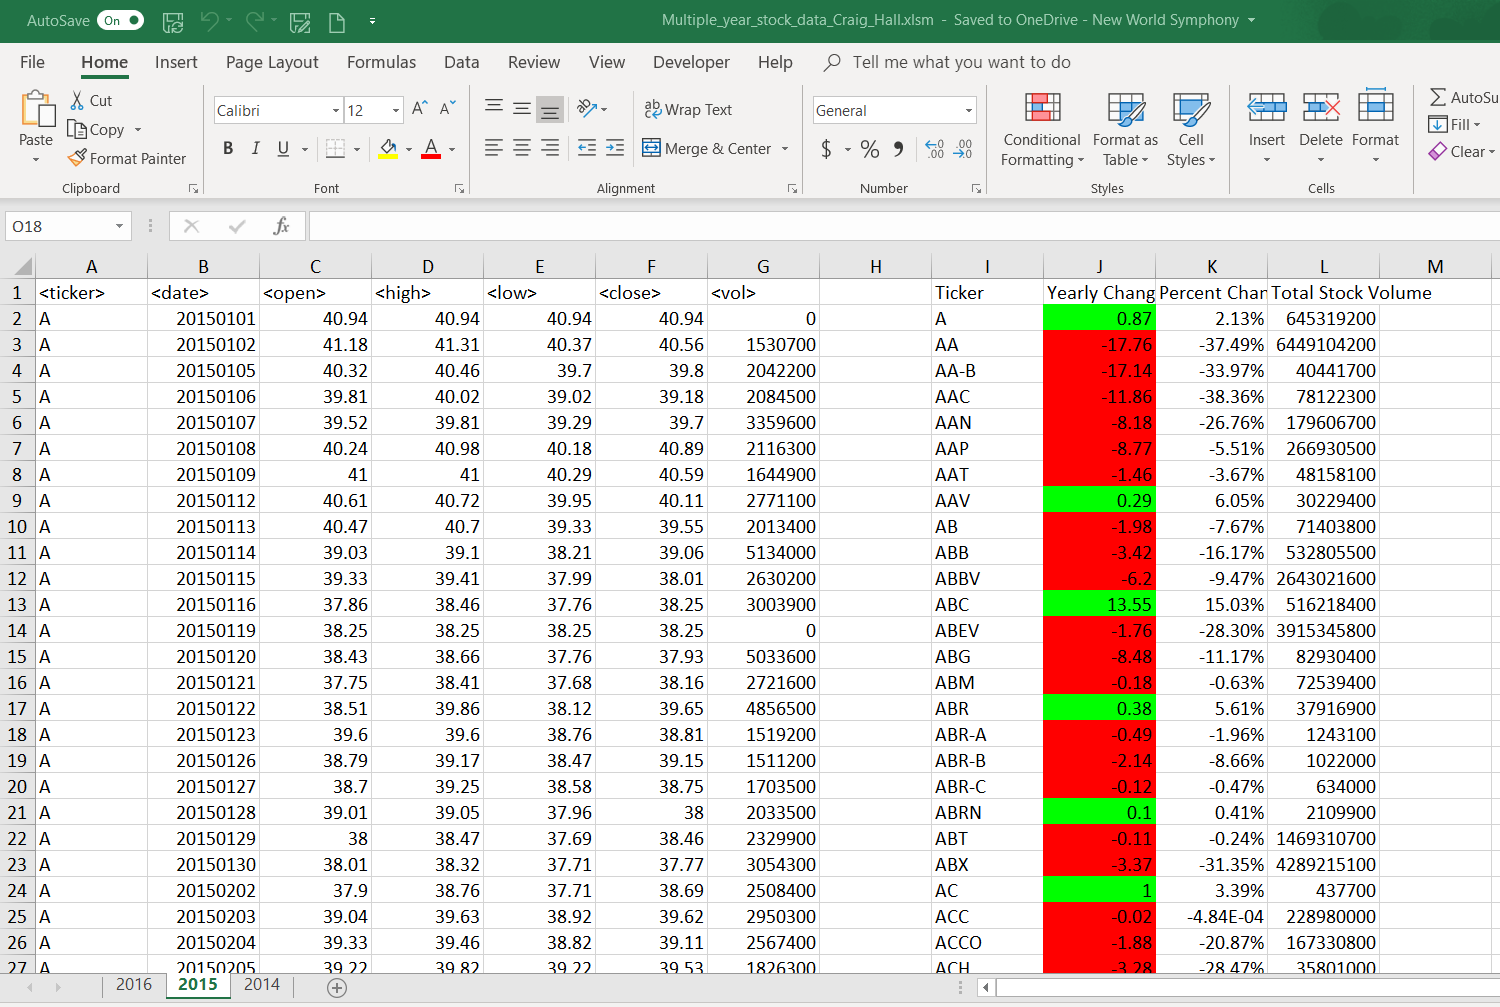 AutoSave On Multiple_year_stock_data_Craig_Hall.xlsm - Saved to OneDrive - New World Symphony
File Home Insert Page Layout Formulas Data Review View Developer Help Tell me what you want to do
Paste Cut Copy Format Painter Clipboard
Calibri 12 A A B I U A Font
ab Wrap Text Merge & Center Alignment
General $ % , Number
Conditional Formatting Format as Table Cell Styles Styles
Insert Delete Format Cells
AutoSu Fill Clear
O18 fx
A B C D E F G H I J K L M
1 <ticker> <date> <open> <high> <low> <close> <vol> Ticker Yearly Chang Percent Chan Total Stock Volume
2 A 20150101 40.94 40.94 40.94 40.94 0 A 0.87 2.13% 645319200
3 A 20150102 41.18 41.31 40.37 40.56 1530700 AA -17.76 -37.49% 6449104200
4 A 20150105 40.32 40.46 39.7 39.8 2042200 AA-B -17.14 -33.97% 40441700
5 A 20150106 39.81 40.02 39.02 39.18 2084500 AAC -11.86 -38.36% 78122300
6 A 20150107 39.52 39.81 39.29 39.7 3359600 AAN -8.18 -26.76% 179606700
7 A 20150108 40.24 40.98 40.18 40.89 2116300 AAP -8.77 -5.51% 266930500
8 A 20150109 41 41 40.29 40.59 1644900 AAT -1.46 -3.67% 48158100
9 A 20150112 40.61 40.72 39.95 40.11 2771100 AAV 0.29 6.05% 30229400
10 A 20150113 40.47 40.7 39.33 39.55 2013400 AB -1.98 -7.67% 71403800
11 A 20150114 39.03 39.1 38.21 39.06 5134000 ABB -3.42 -16.17% 532805500
12 A 20150115 39.33 39.41 37.99 38.01 2630200 ABBV -6.2 -9.47% 2643021600
13 A 20150116 37.86 38.46 37.76 38.25 3003900 ABC 13.55 15.03% 516218400
14 A 20150119 38.25 38.25 38.25 38.25 0 ABEV -1.76 -28.30% 3915345800
15 A 20150120 38.43 38.66 37.76 37.93 5033600 ABG -8.48 -11.17% 82930400
16 A 20150121 37.75 38.41 37.68 38.16 2721600 ABM -0.18 -0.63% 72539400
17 A 20150122 38.51 39.86 38.12 39.65 4856500 ABR 0.38 5.61% 37916900
18 A 20150123 39.6 39.6 38.76 38.81 1519200 ABR-A -0.49 -1.96% 1243100
19 A 20150126 38.79 39.17 38.47 39.15 1511200 ABR-B -2.14 -8.66% 1022000
20 A 20150127 38.7 39.25 38.58 38.75 1703500 ABR-C -0.12 -0.47% 634000
21 A 20150128 39.01 39.05 37.96 38 2033500 ABRN 0.1 0.41% 2109900
22 A 20150129 38 38.47 37.69 38.46 2329900 ABT -0.11 -0.24% 1469310700
23 A 20150130 38.01 38.32 37.71 37.77 3054300 ABX -3.37 -31.35% 4289215100
24 A 20150202 37.9 38.76 37.71 38.69 2508400 AC 1 3.39% 437700
25 A 20150203 39.04 39.63 38.92 39.62 2950300 ACC -0.02 -4.84E-04 228980000
26 A 20150204 39.33 39.46 38.82 39.11 2567400 ACCO -1.88 -20.87% 167330800
27 A 20150205 39.22 39.82 39.22 39.53 1826300 ACH -3.28 -28.47% 35801000
2016 2015 2014